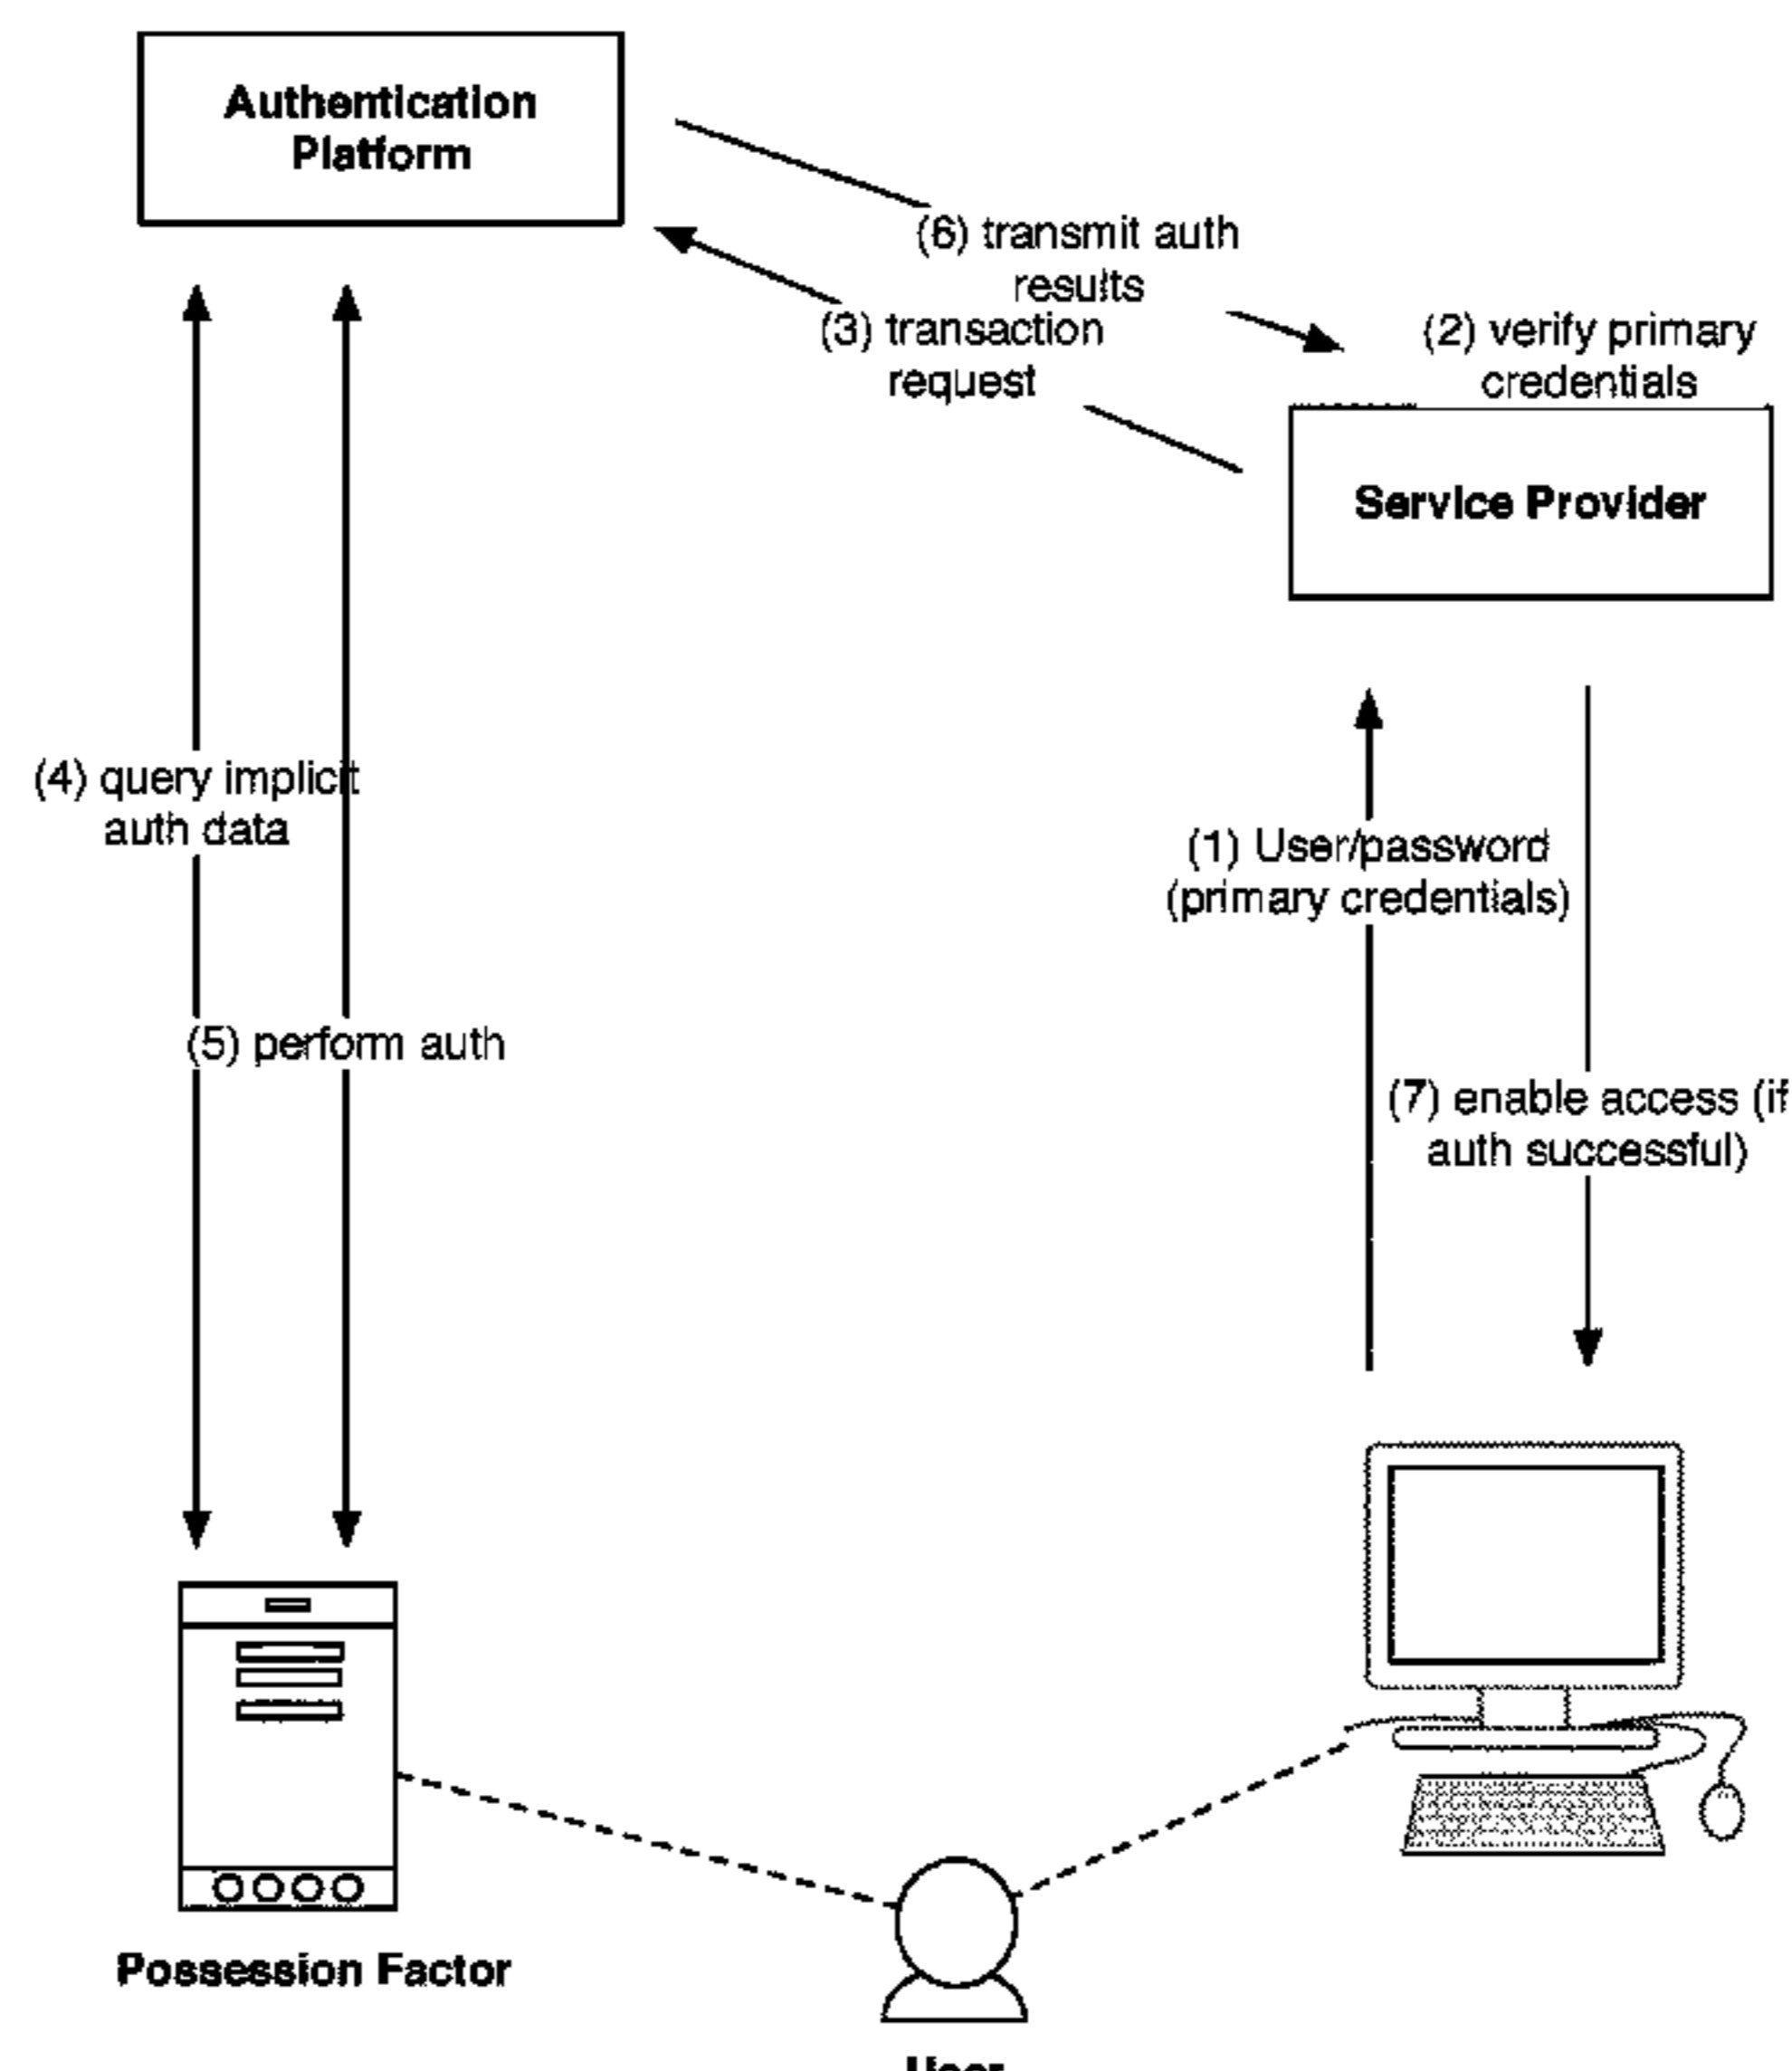 Authentication
Platform
(6) transmit auth
results
(3) transaction
request
(2) verify primary
credentials
Service Provider
(4) query implicit
auth data
(1) User/password
(primary credentials)
(5) perform auth
(7) enable access (if
auth successful)
Possession Factor
User